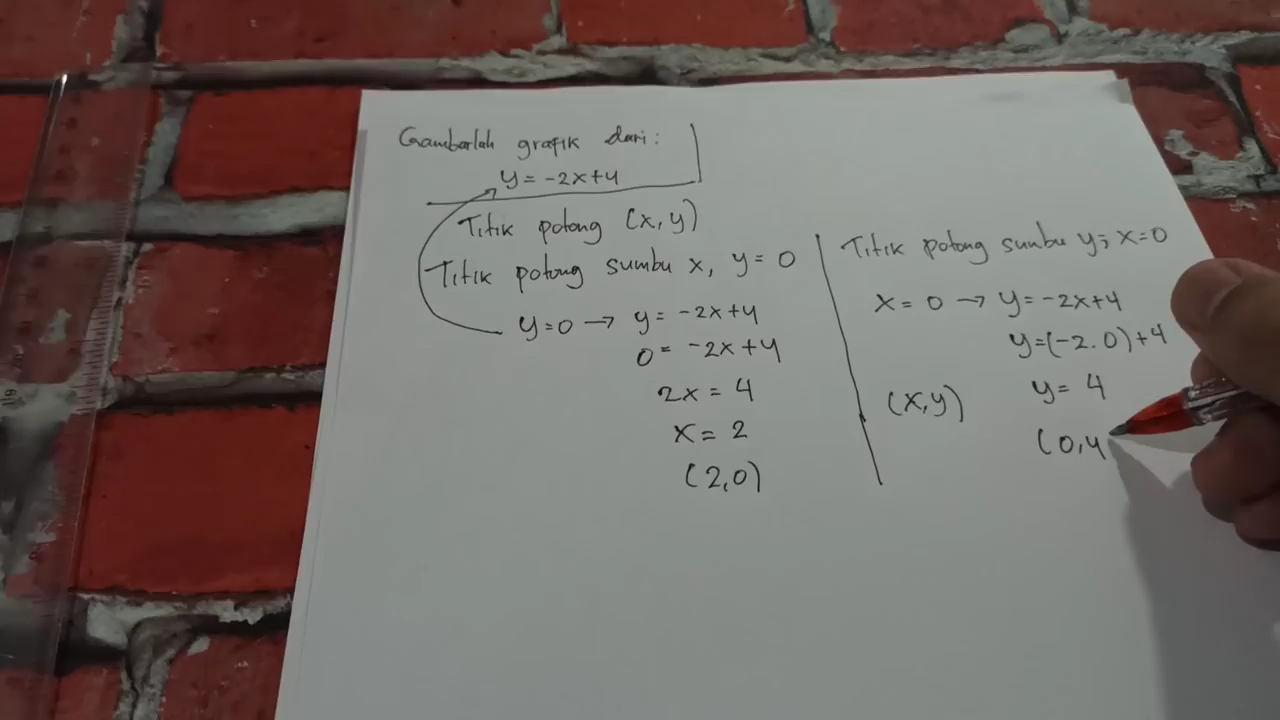 Gambarlah grafik dari:
y = -2x+4
Titik potong (x,y)
Titik potong sumbu x, y = 0
y=0 → y = -2x+4
0 = -2x+4
2x = 4
x = 2
(2,0)
Titik potong sumbu y; x=0
x = 0 → y = -2x+4
y=(-2.0)+4
y = 4
(x,y)
(0,4